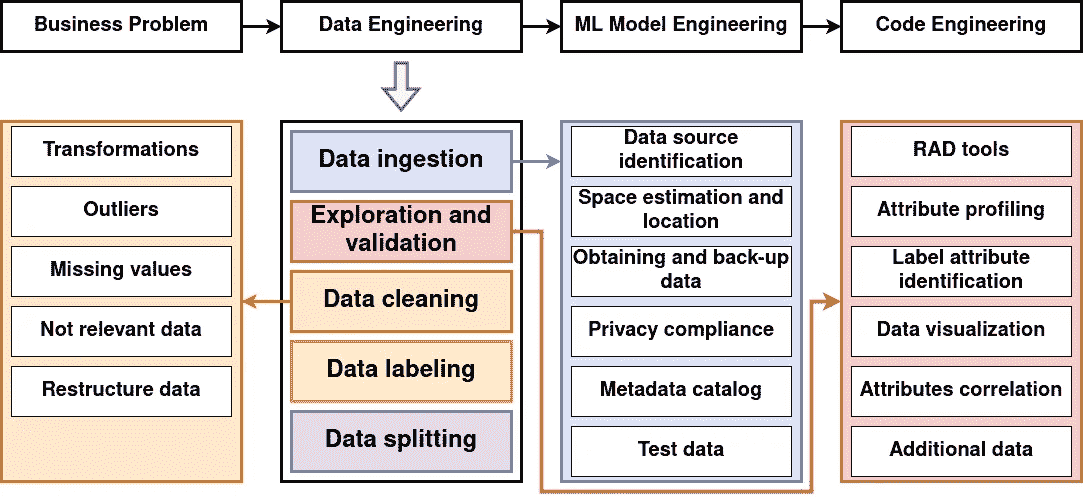 Business Problem
Data Engineering
ML Model Engineering
Code Engineering
Transformations
Outliers
Missing values
Not relevant data
Restructure data
Data ingestion
Exploration and
validation
Data cleaning
Data labeling
Data splitting
Data source
identification
Space estimation and
location
Obtaining and back-up
data
Privacy compliance
Metadata catalog
Test data
RAD tools
Attribute profiling
Label attribute
identification
Data visualization
Attributes correlation
Additional data